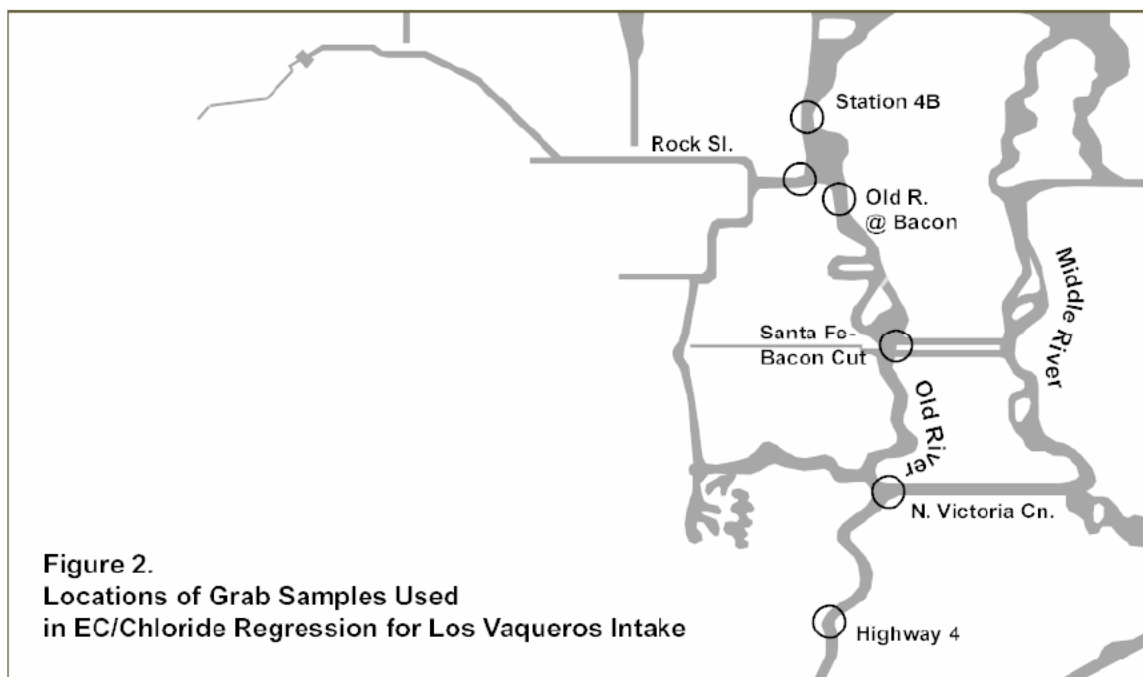 Station 4B
Rock Sl.
Old R.
@ Bacon
Middle River
Santa Fe-
Bacon Cut
Old River
N. Victoria Cn.
Highway 4
Figure 2.
Locations of Grab Samples Used
in EC/Chloride Regression for Los Vaqueros Intake